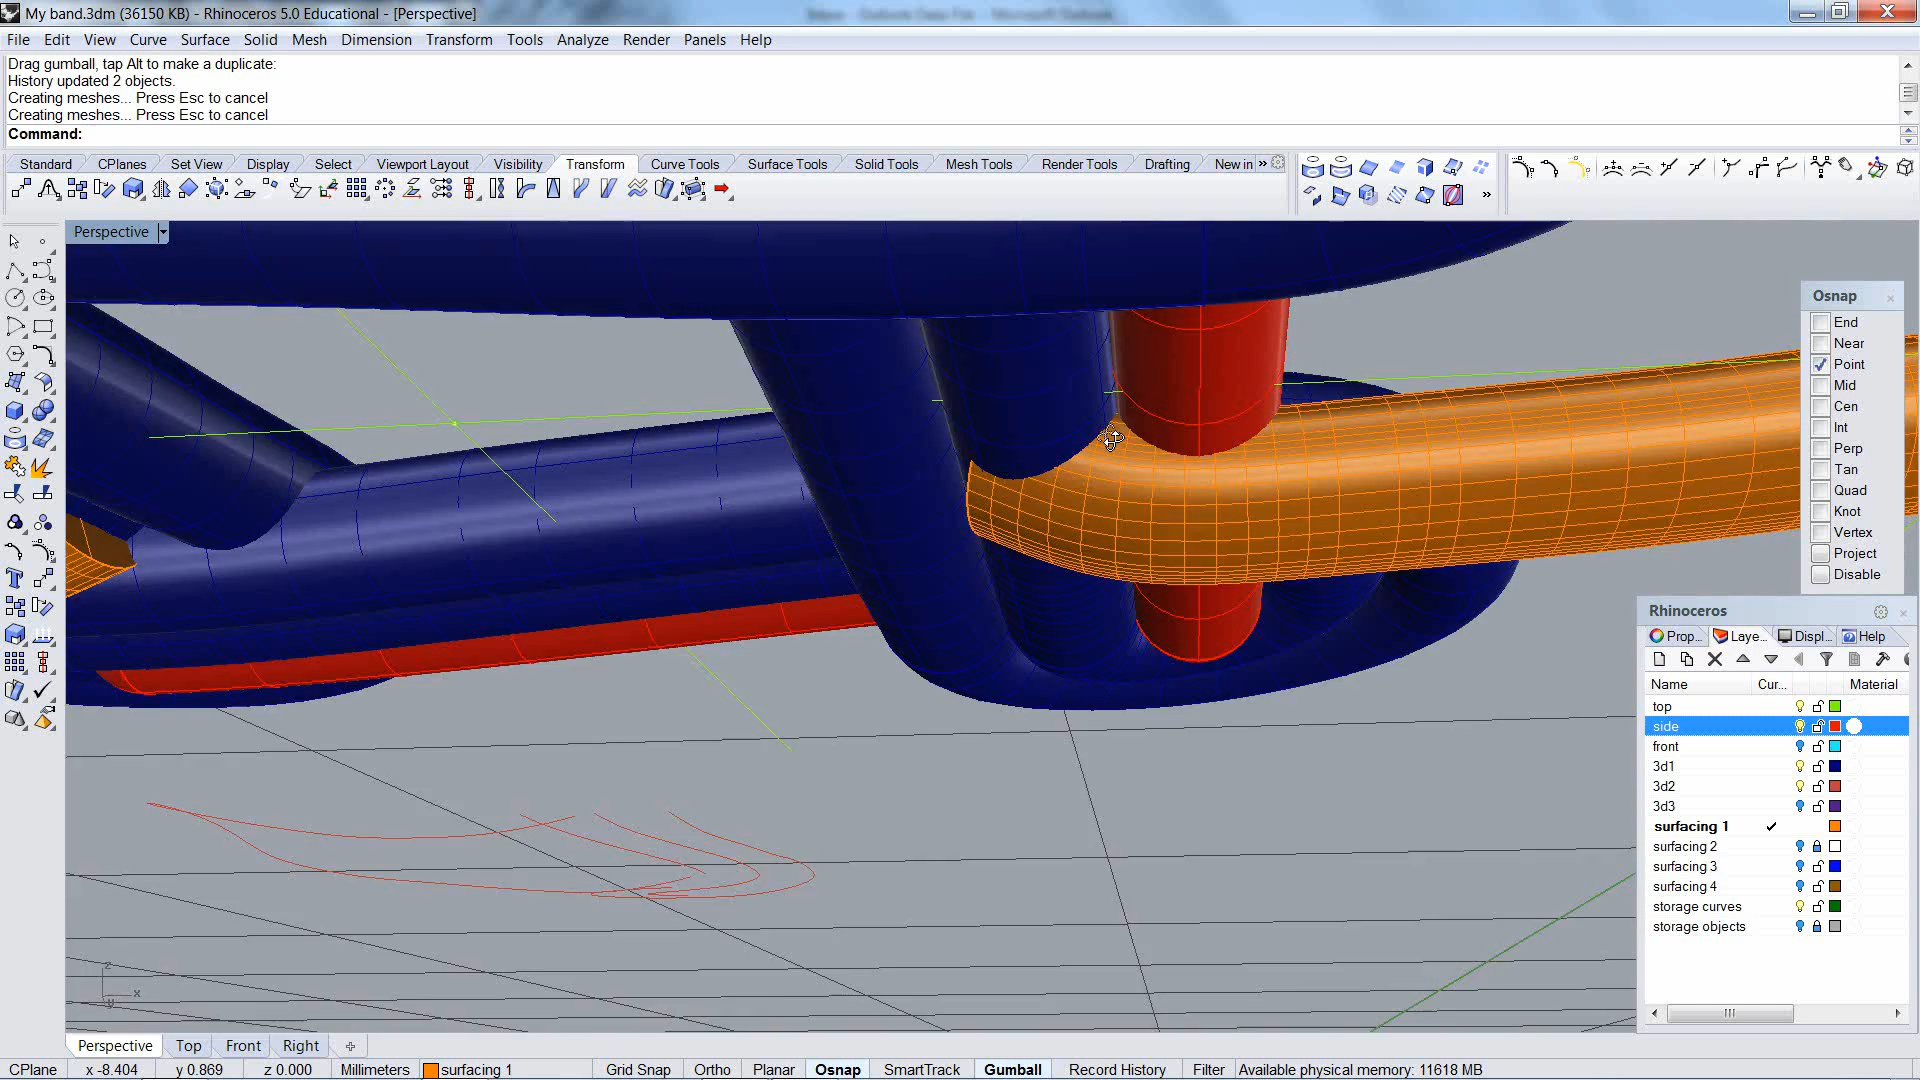 My band.3dm (36150 KB) - Rhinoceros 5.0 Educational - [Perspective]
File Edit View Curve Surface Solid Mesh Dimension Transform Tools Analyze Render Panels Help
Drag gumball, tap Alt to make a duplicate:
History updated 2 objects.
Creating meshes... Press Esc to cancel
Creating meshes... Press Esc to cancel
Command:
Standard CPlanes Set View Display Select Viewport Layout Visibility Transform Curve Tools Surface Tools Solid Tools Mesh Tools Render Tools Drafting New in »
Perspective
Osnap
End
Near
Point
Mid
Cen
Int
Perp
Tan
Quad
Knot
Vertex
Project
Disable
Rhinoceros
Prop... Laye... Displ... Help
Name Cur... Material
top
side
front
3d1
3d2
3d3
surfacing 1
surfacing 2
surfacing 3
surfacing 4
storage curves
storage objects
z
x
y
Perspective Top Front Right
CPlane x -8.404 y 0.869 z 0.000 Millimeters surfacing 1 Grid Snap Ortho Planar Osnap SmartTrack Gumball Record History Filter Available physical memory: 11618 MB